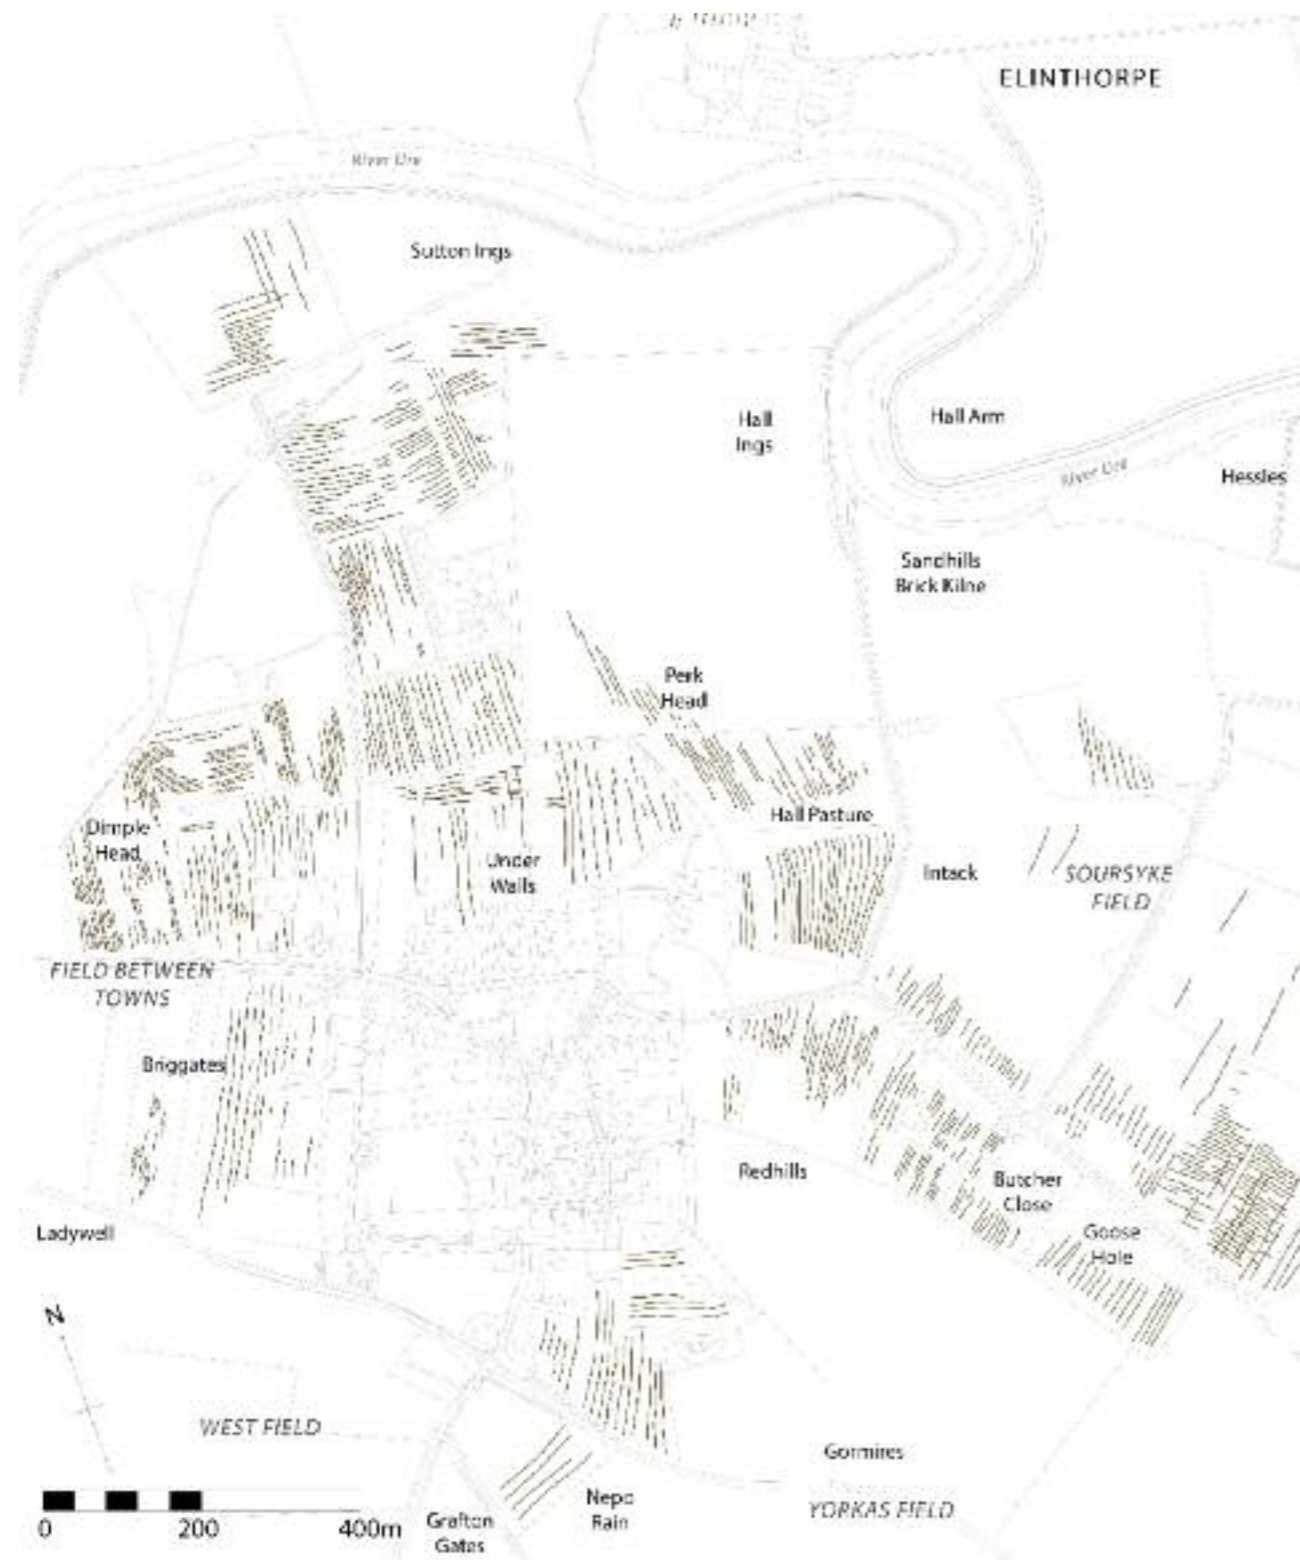 ELINTHORPE
River Ure
Sutton Ings
Hall
Ings
Hall Arm
River Ure
Hessles
Sandhills
Brick Kilne
Perk
Head
Hall Pasture
Dimple
Head
Under
Walls
Intack
SOURSYKE
FIELD
FIELD BETWEEN
TOWNS
Briggates
Redhills
Butcher
Close
Ladywell
Goose
Hole
N
WEST FIELD
Gormires
Nepo
Rain
YORKAS FIELD
Grafton
Gates
0 200 400m